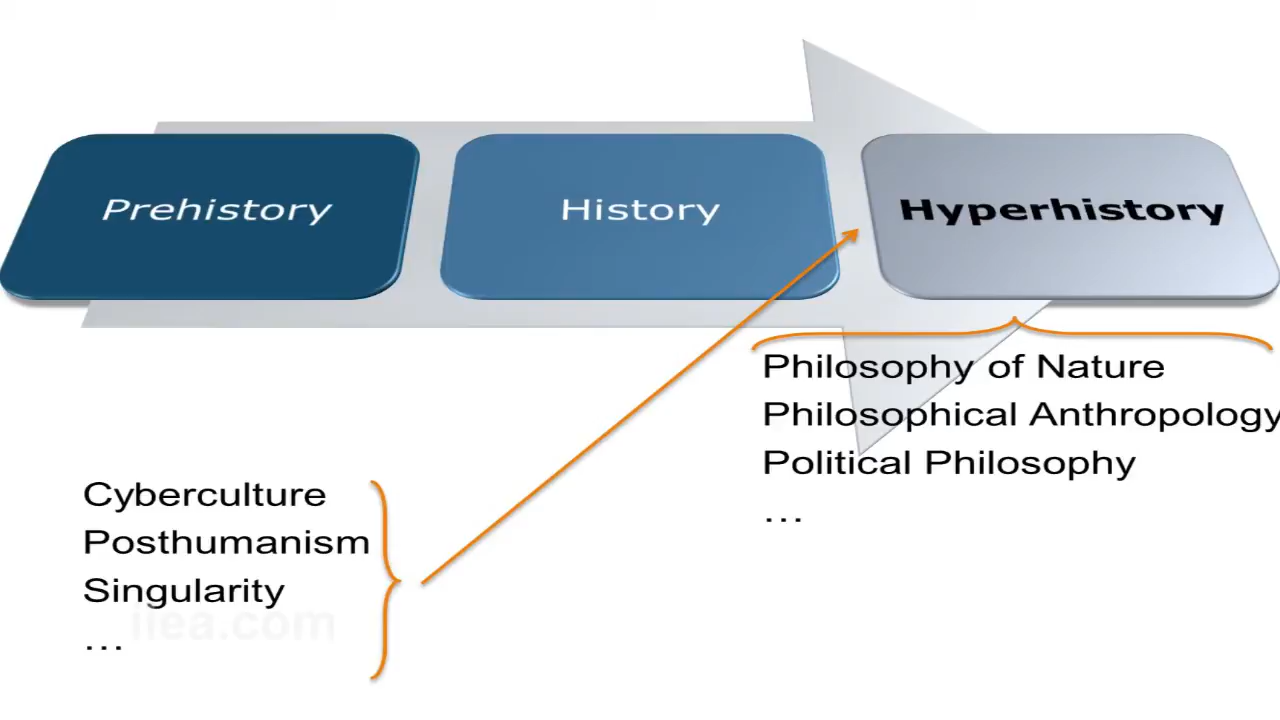 Prehistory
History
Hyperhistory
Philosophy of Nature
Philosophical Anthropology
Political Philosophy
…
Cyberculture
Posthumanism
Singularity
…